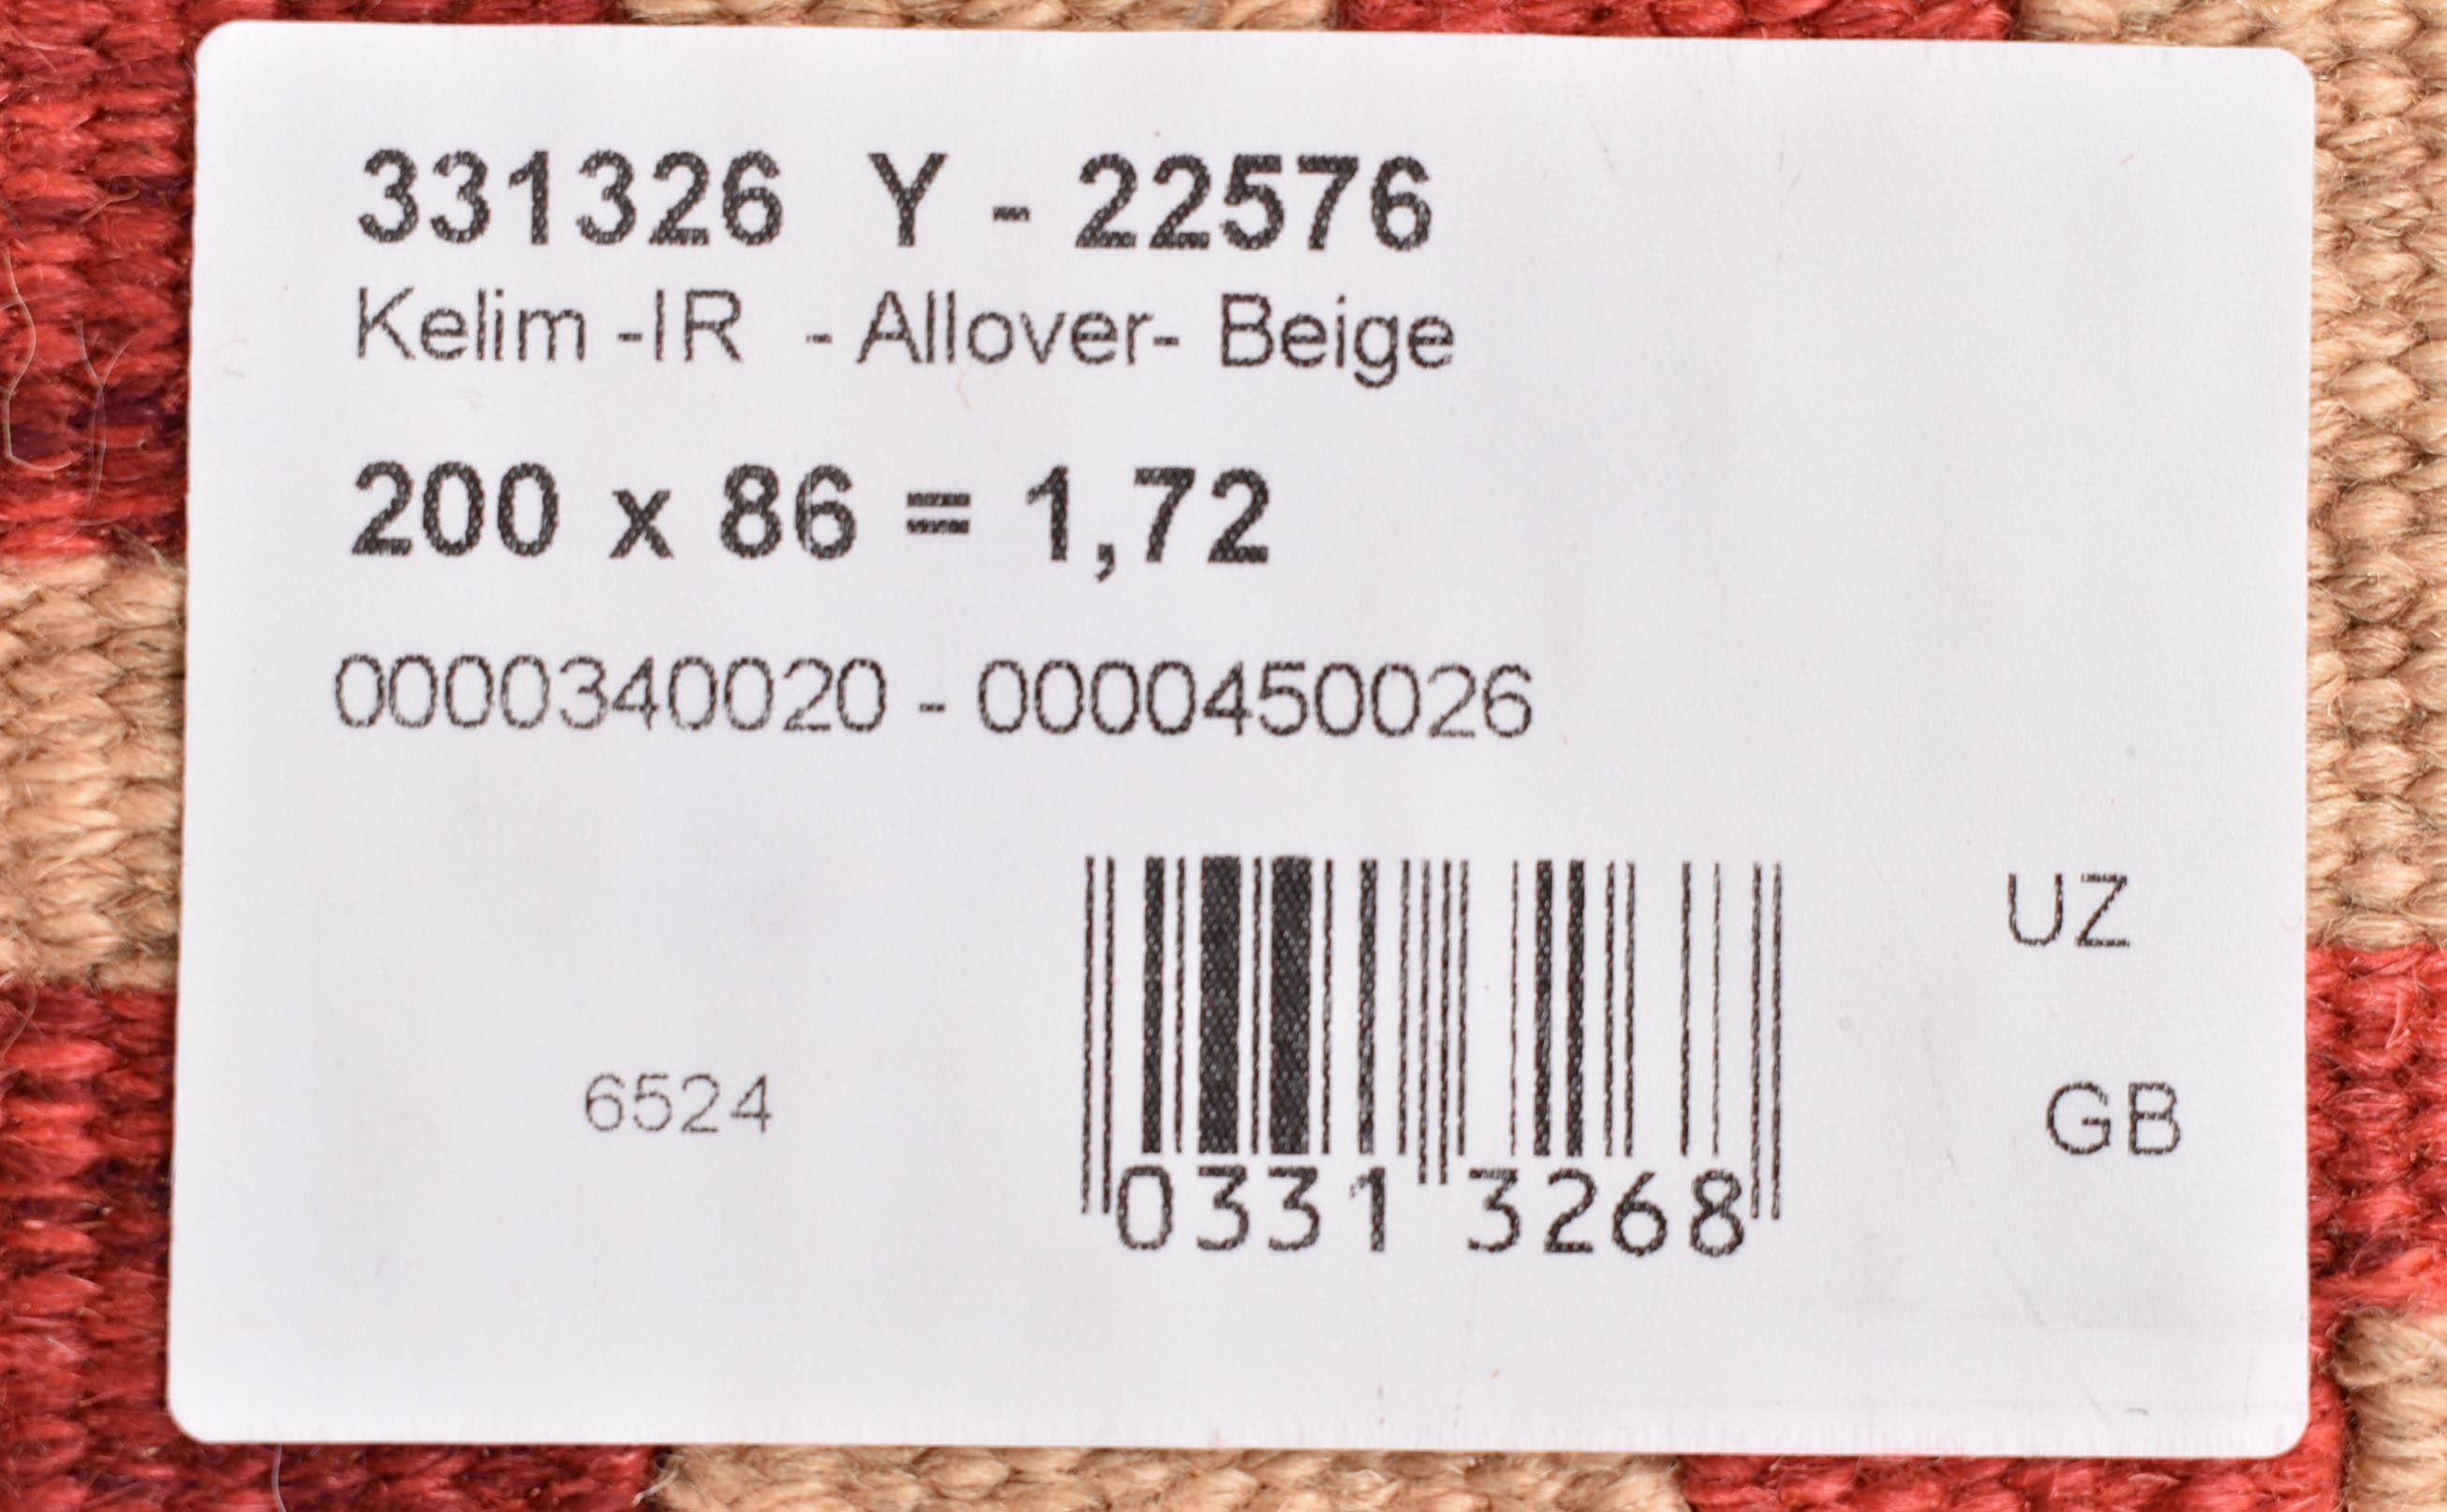 331326 Y - 22576
Kelim -IR - Allover- Beige
200 x 86 = 1,72
0000340020 - 0000450026
UZ
6524
GB
0331 3268